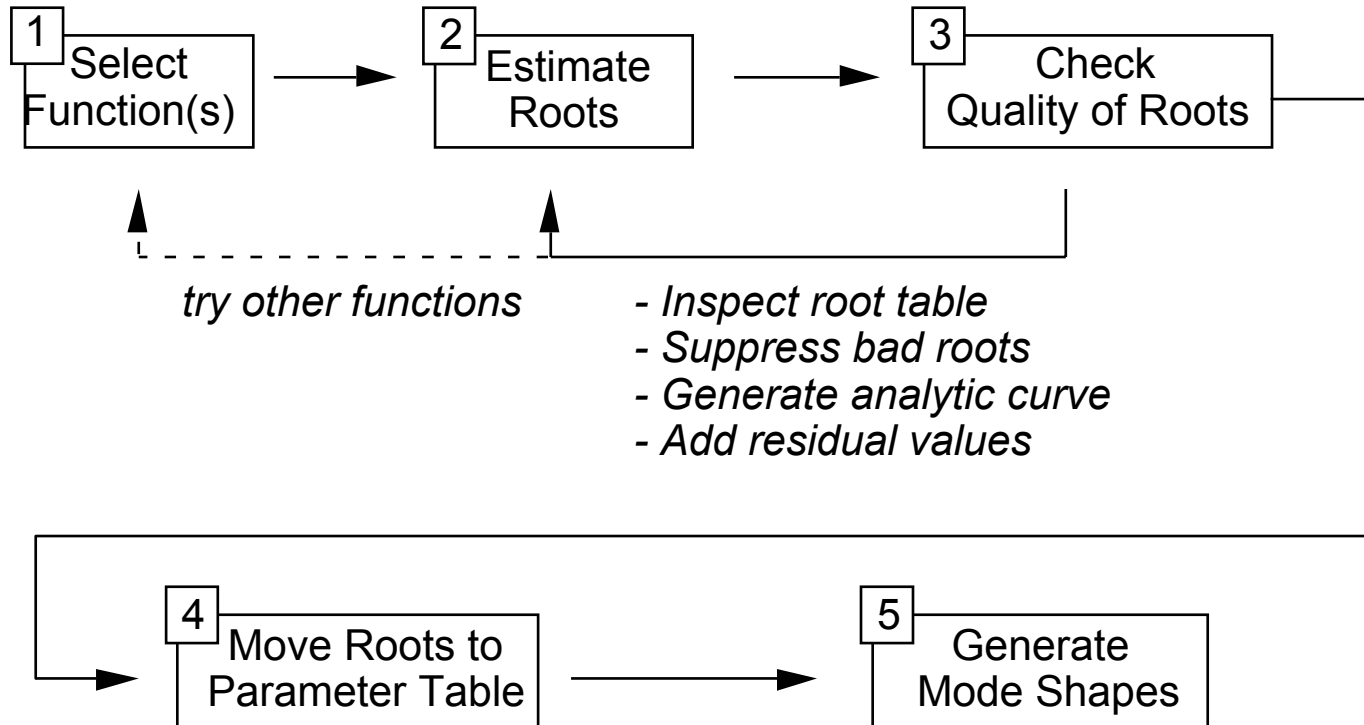 1
Select
Function(s)
2
Estimate
Roots
3
Check
Quality of Roots
try other functions
- Inspect root table
- Suppress bad roots
- Generate analytic curve
- Add residual values
4
Move Roots to
Parameter Table
5
Generate
Mode Shapes